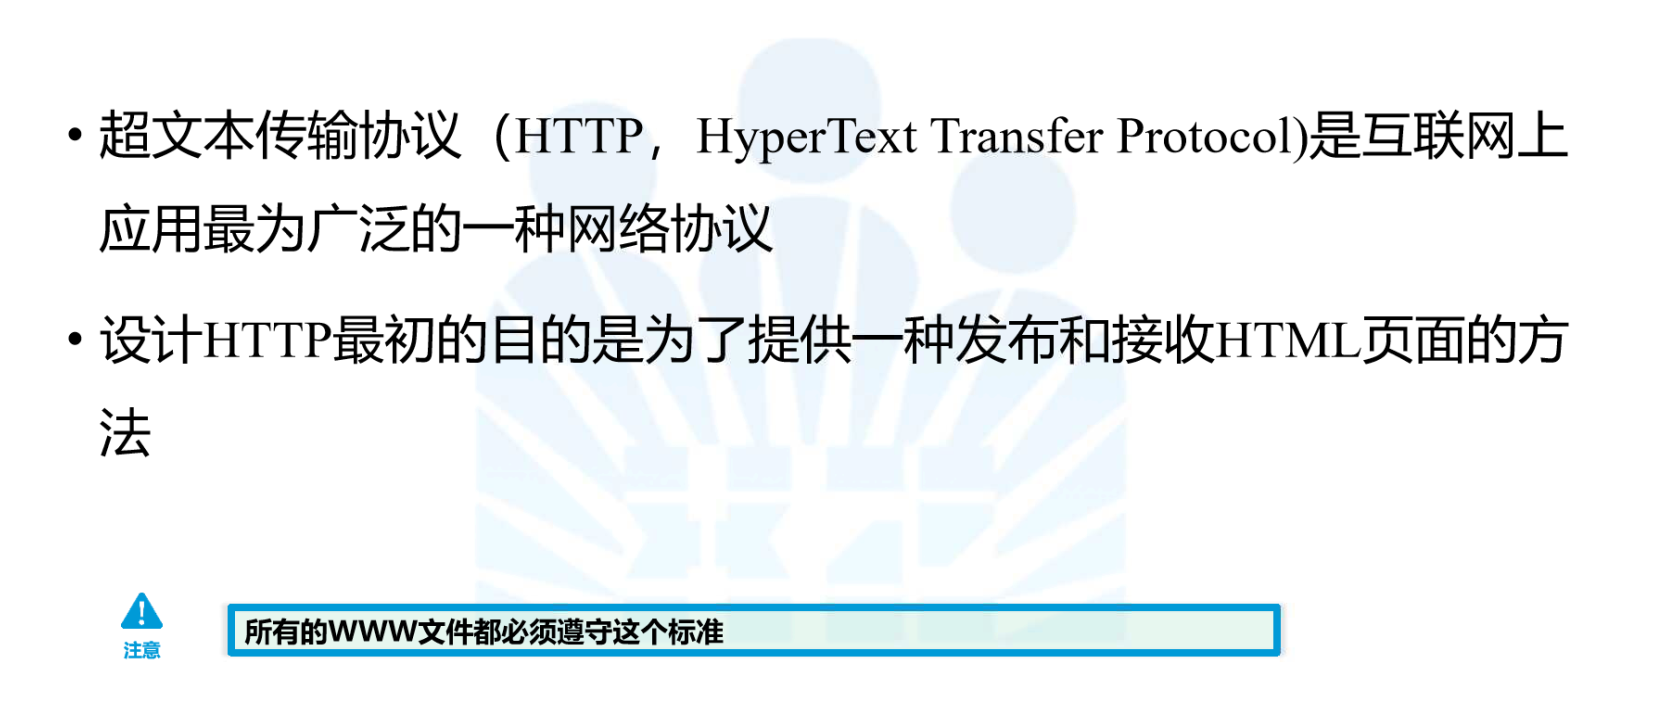 • 超文本传输协议（HTTP，HyperText Transfer Protocol)是互联网上
应用最为广泛的一种网络协议
• 设计HTTP最初的目的是为了提供一种发布和接收HTML页面的方
法
所有的WWW文件都必须遵守这个标准
注意